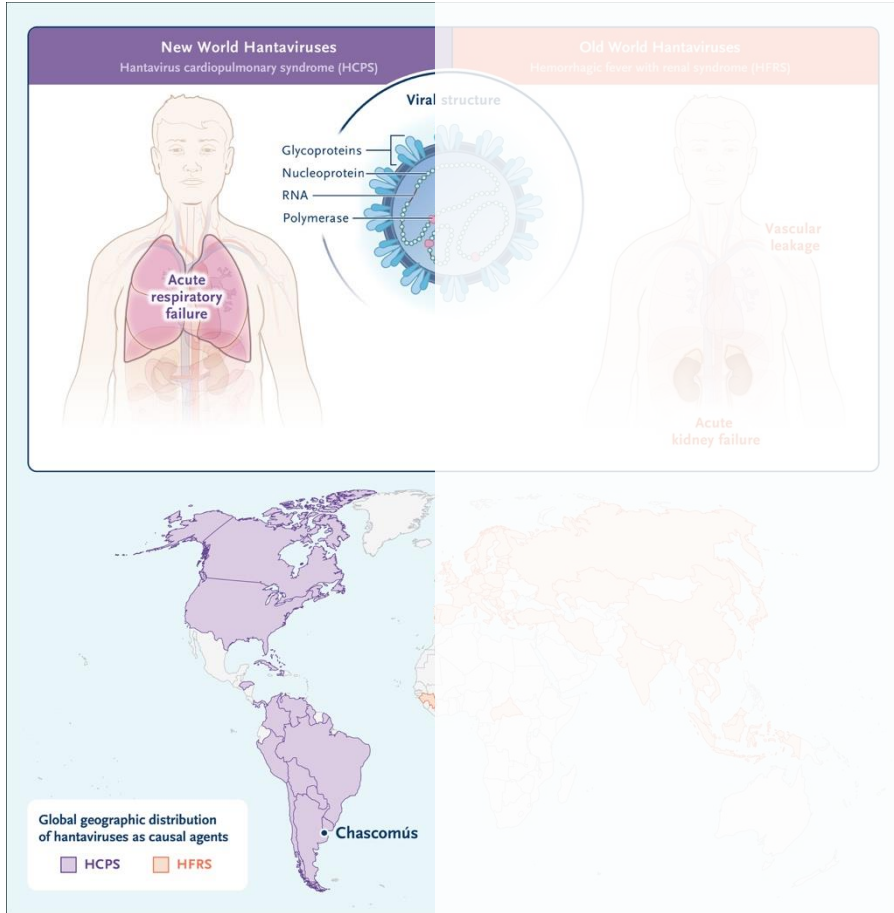 New World Hantaviruses
Hantavirus cardiopulmonary syndrome (HCPS)
Old World Hantaviruses
Hemorrhagic fever with renal syndrome (HFRS)
Viral structure
Glycoproteins
Nucleoprotein
RNA
Polymerase
Acute
respiratory
failure
Vascular
leakage
Acute
kidney failure
Chascomús
Global geographic distribution
of hantaviruses as causal agents
HCPS
HFRS